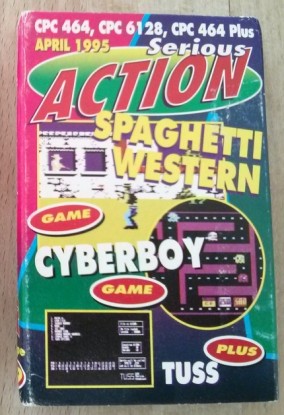 CPC 464, CPC 6128, CPC 464 Plus
APRIL 1995
Serious
ACTION
SPAGHETTI
WESTERN
GAME
CYBERBOY
GAME
PLUS
TUSS